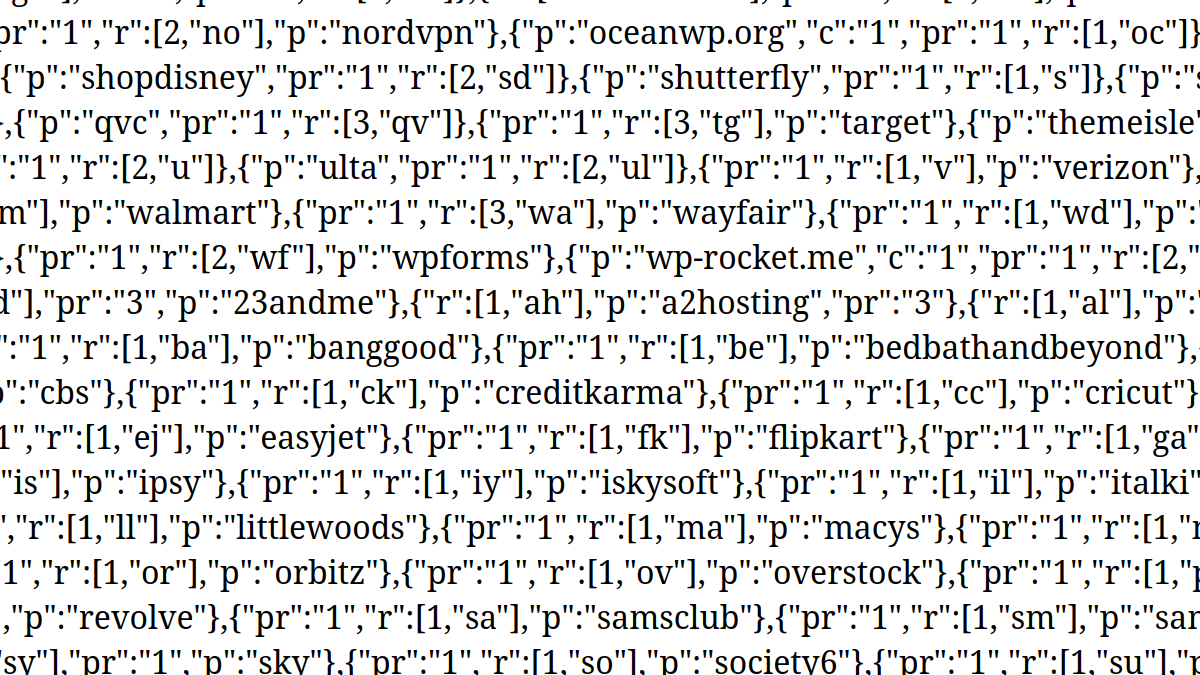 pr":"1","r":[2,"no"],"p":"nordvpn"},{"p":"oceanwp.org","c":"1","pr":"1","r":[1,"oc"]}
{"p":"shopdisney","pr":"1","r":[2,"sd"]},{"p":"shutterfly","pr":"1","r":[1,"s"]},{"p":"s
,{"p":"qvc","pr":"1","r":[3,"qv"]},{"pr":"1","r":[3,"tg"],"p":"target"},{"p":"themeisle"
":"1","r":[2,"u"]},{"p":"ulta","pr":"1","r":[2,"ul"]},{"pr":"1","r":[1,"v"],"p":"verizon"},
m"],"p":"walmart"},{"pr":"1","r":[3,"wa"],"p":"wayfair"},{"pr":"1","r":[1,"wd"],"p":"
},{"pr":"1","r":[2,"wf"],"p":"wpforms"},{"p":"wp-rocket.me","c":"1","pr":"1","r":[2,"
d"],"pr":"3","p":"23andme"},{"r":[1,"ah"],"p":"a2hosting","pr":"3"},{"r":[1,"al"],"p":"
":"1","r":[1,"ba"],"p":"banggood"},{"pr":"1","r":[1,"be"],"p":"bedbathandbeyond"},
p":"cbs"},{"pr":"1","r":[1,"ck"],"p":"creditkarma"},{"pr":"1","r":[1,"cc"],"p":"cricut"}
1","r":[1,"ej"],"p":"easyjet"},{"pr":"1","r":[1,"fk"],"p":"flipkart"},{"pr":"1","r":[1,"ga"
"is"],"p":"ipsy"},{"pr":"1","r":[1,"iy"],"p":"iskysoft"},{"pr":"1","r":[1,"il"],"p":"italki"
","r":[1,"ll"],"p":"littlewoods"},{"pr":"1","r":[1,"ma"],"p":"macys"},{"pr":"1","r":[1,"
1","r":[1,"or"],"p":"orbitz"},{"pr":"1","r":[1,"ov"],"p":"overstock"},{"pr":"1","r":[1,"p
,"p":"revolve"},{"pr":"1","r":[1,"sa"],"p":"samsclub"},{"pr":"1","r":[1,"sm"],"p":"sam
"sy"],"pr":"1","p":"sky"},{"pr":"1","r":[1,"so"],"p":"society6"},{"pr":"1","r":[1,"su"],"p